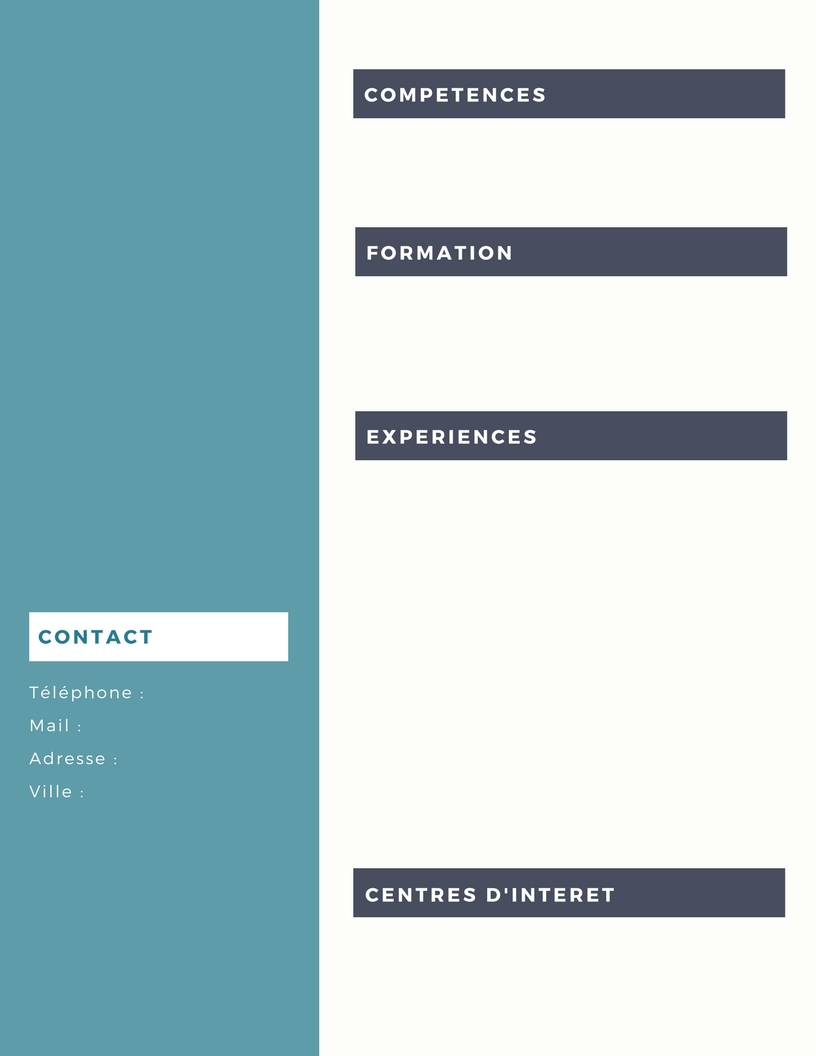 COMPETENCES
FORMATION
EXPERIENCES
CONTACT
Téléphone :
Mail :
Adresse :
Ville :
CENTRES D'INTERET